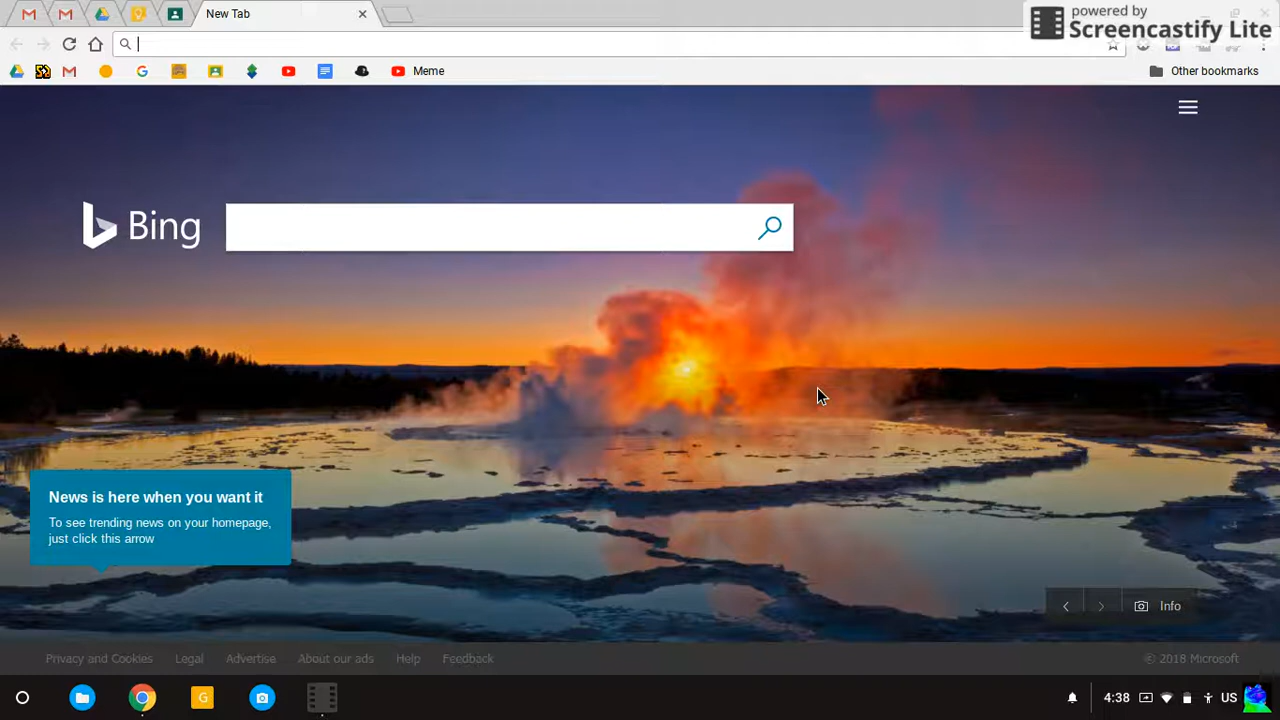 New Tab
powered by
Screencastify Lite
Meme
Other bookmarks
Bing
News is here when you want it
To see trending news on your homepage,
just click this arrow
Info
Privacy and Cookies
Legal
Advertise
About our ads
Help
Feedback
© 2018 Microsoft
G
4:38
US